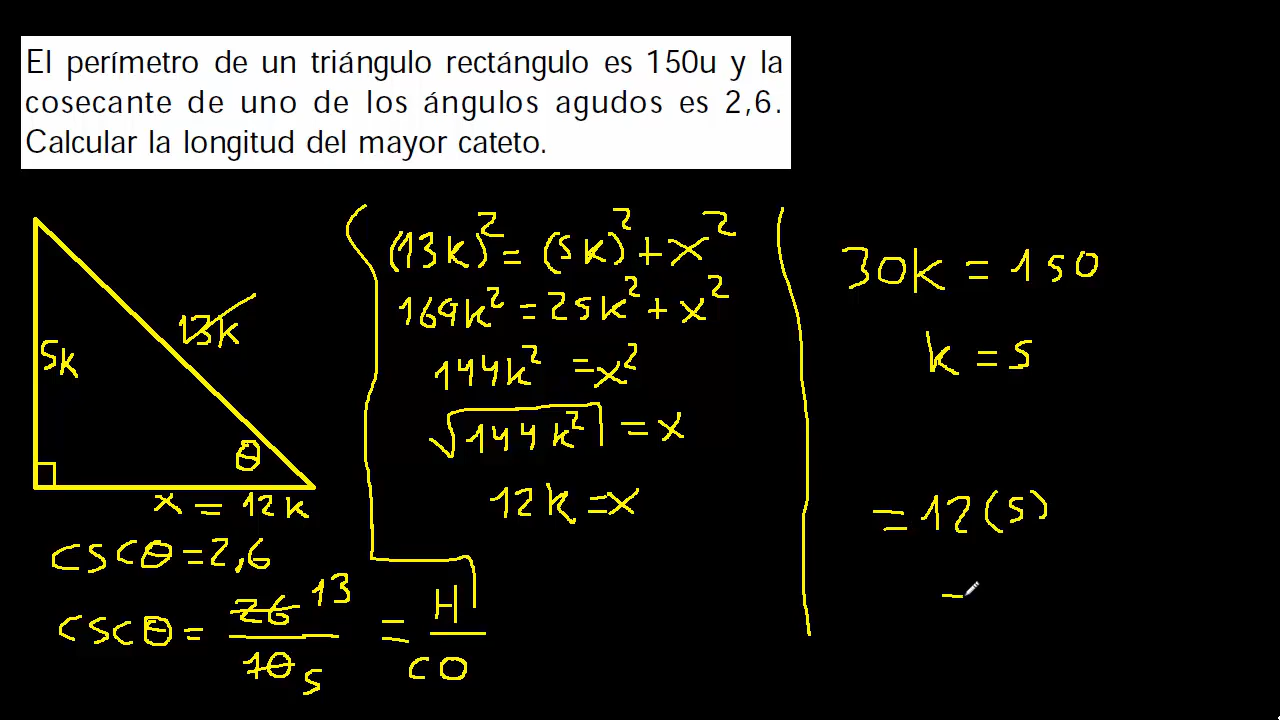 El perímetro de un triángulo rectángulo es 150u y la
cosecante de uno de los ángulos agudos es 2,6.
Calcular la longitud del mayor cateto.
5k
13k
θ
x = 12k
cscθ = 2,6
cscθ = 26/10 13/5 = H/CO
(13k)² = (5k)² + x²
169k² = 25k² + x²
144k² = x²
√144k² = x
12k = x
30k = 150
k = 5
= 12(5)